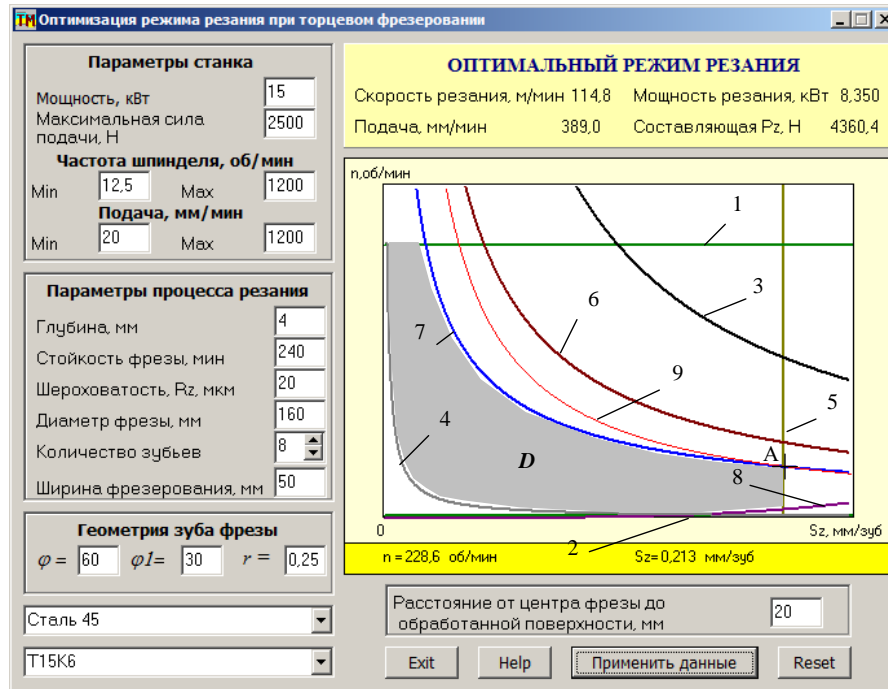 ТМ Оптимизация режима резания при торцевом фрезеровании
Параметры станка
Мощность, кВт 15
Максимальная сила
подачи, Н 2500
Частота шпинделя, об/мин
Min 12,5 Max 1200
Подача, мм/мин
Min 20 Max 1200
Параметры процесса резания
Глубина, мм 4
Стойкость фрезы, мин 240
Шероховатость, Rz, мкм 20
Диаметр фрезы, мм 160
Количество зубьев 8
Ширина фрезерования, мм 50
Геометрия зуба фрезы
φ = 60 φ1= 30 r = 0,25
Сталь 45
Т15К6
ОПТИМАЛЬНЫЙ РЕЖИМ РЕЗАНИЯ
Скорость резания, м/мин 114,8 Мощность резания, кВт 8,350
Подача, мм/мин 389,0 Составляющая Pz, Н 4360,4
n,об/мин
1
3
6
7
9
5
4
D
A
8
0
Sz, мм/зуб
2
n = 228,6 об/мин Sz= 0,213 мм/зуб
Расстояние от центра фрезы до
обработанной поверхности, мм 20
Exit Help Применить данные Reset